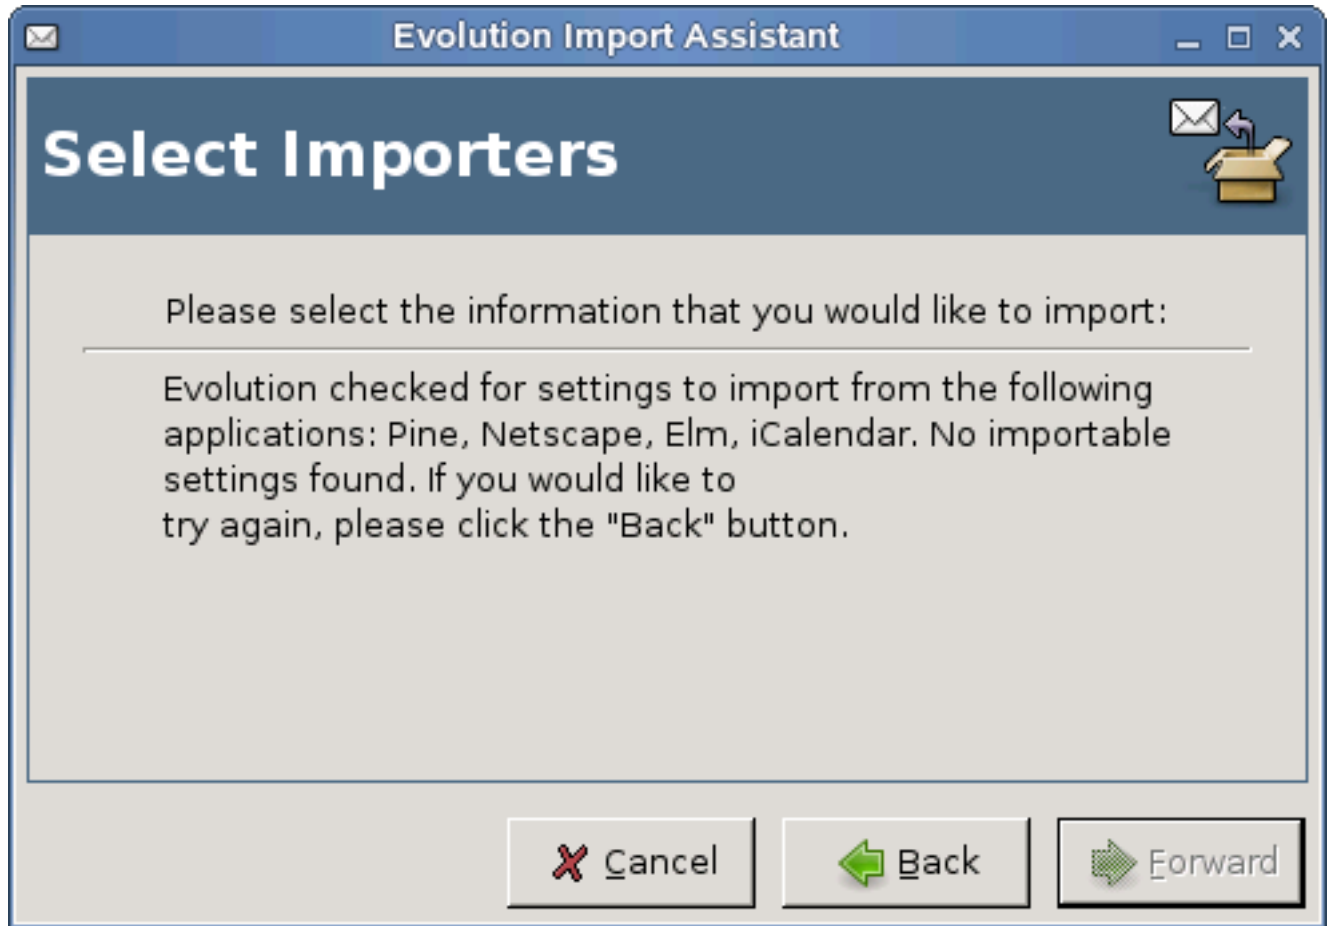 Evolution Import Assistant
Select Importers
Please select the information that you would like to import:
Evolution checked for settings to import from the following
applications: Pine, Netscape, Elm, iCalendar. No importable
settings found. If you would like to
try again, please click the "Back" button.
Cancel
Back
Forward